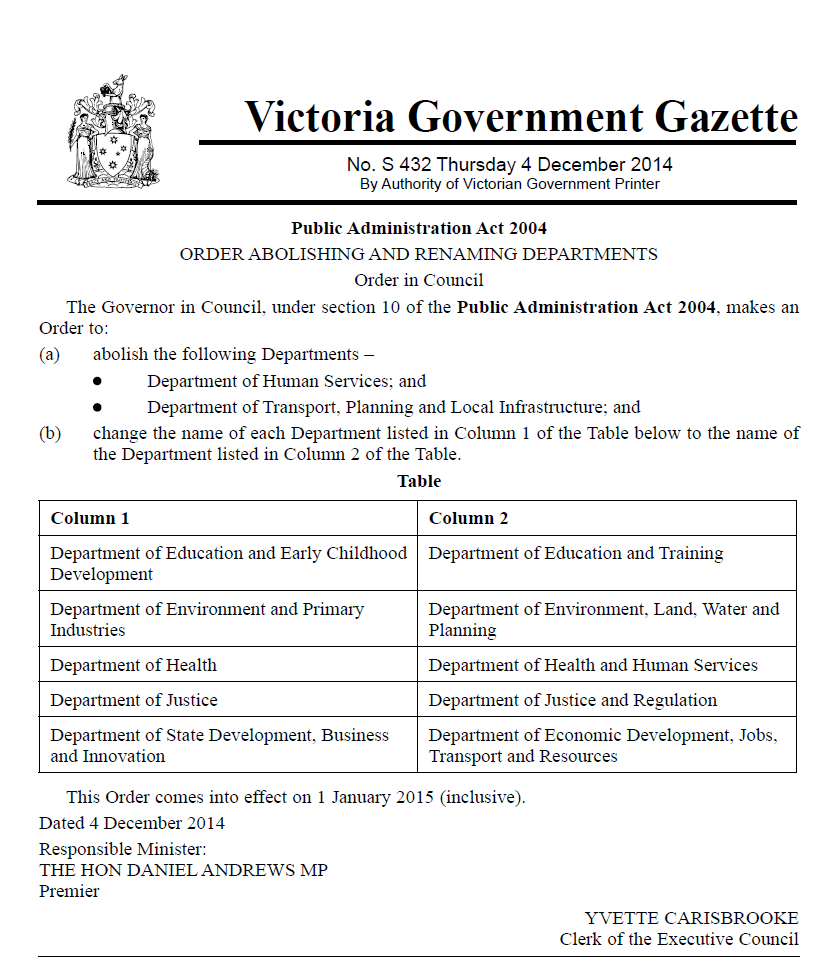 Victoria Government Gazette
No. S 432 Thursday 4 December 2014
By Authority of Victorian Government Printer
Public Administration Act 2004
ORDER ABOLISHING AND RENAMING DEPARTMENTS
Order in Council
The Governor in Council, under section 10 of the Public Administration Act 2004, makes an
Order to:
(a) abolish the following Departments –
● Department of Human Services; and
● Department of Transport, Planning and Local Infrastructure; and
(b) change the name of each Department listed in Column 1 of the Table below to the name of
the Department listed in Column 2 of the Table.
Table
Column 1
Column 2
Department of Education and Early Childhood
Development
Department of Education and Training
Department of Environment and Primary
Industries
Department of Environment, Land, Water and
Planning
Department of Health
Department of Health and Human Services
Department of Justice
Department of Justice and Regulation
Department of State Development, Business
and Innovation
Department of Economic Development, Jobs,
Transport and Resources
This Order comes into effect on 1 January 2015 (inclusive).
Dated 4 December 2014
Responsible Minister:
THE HON DANIEL ANDREWS MP
Premier
YVETTE CARISBROOKE
Clerk of the Executive Council